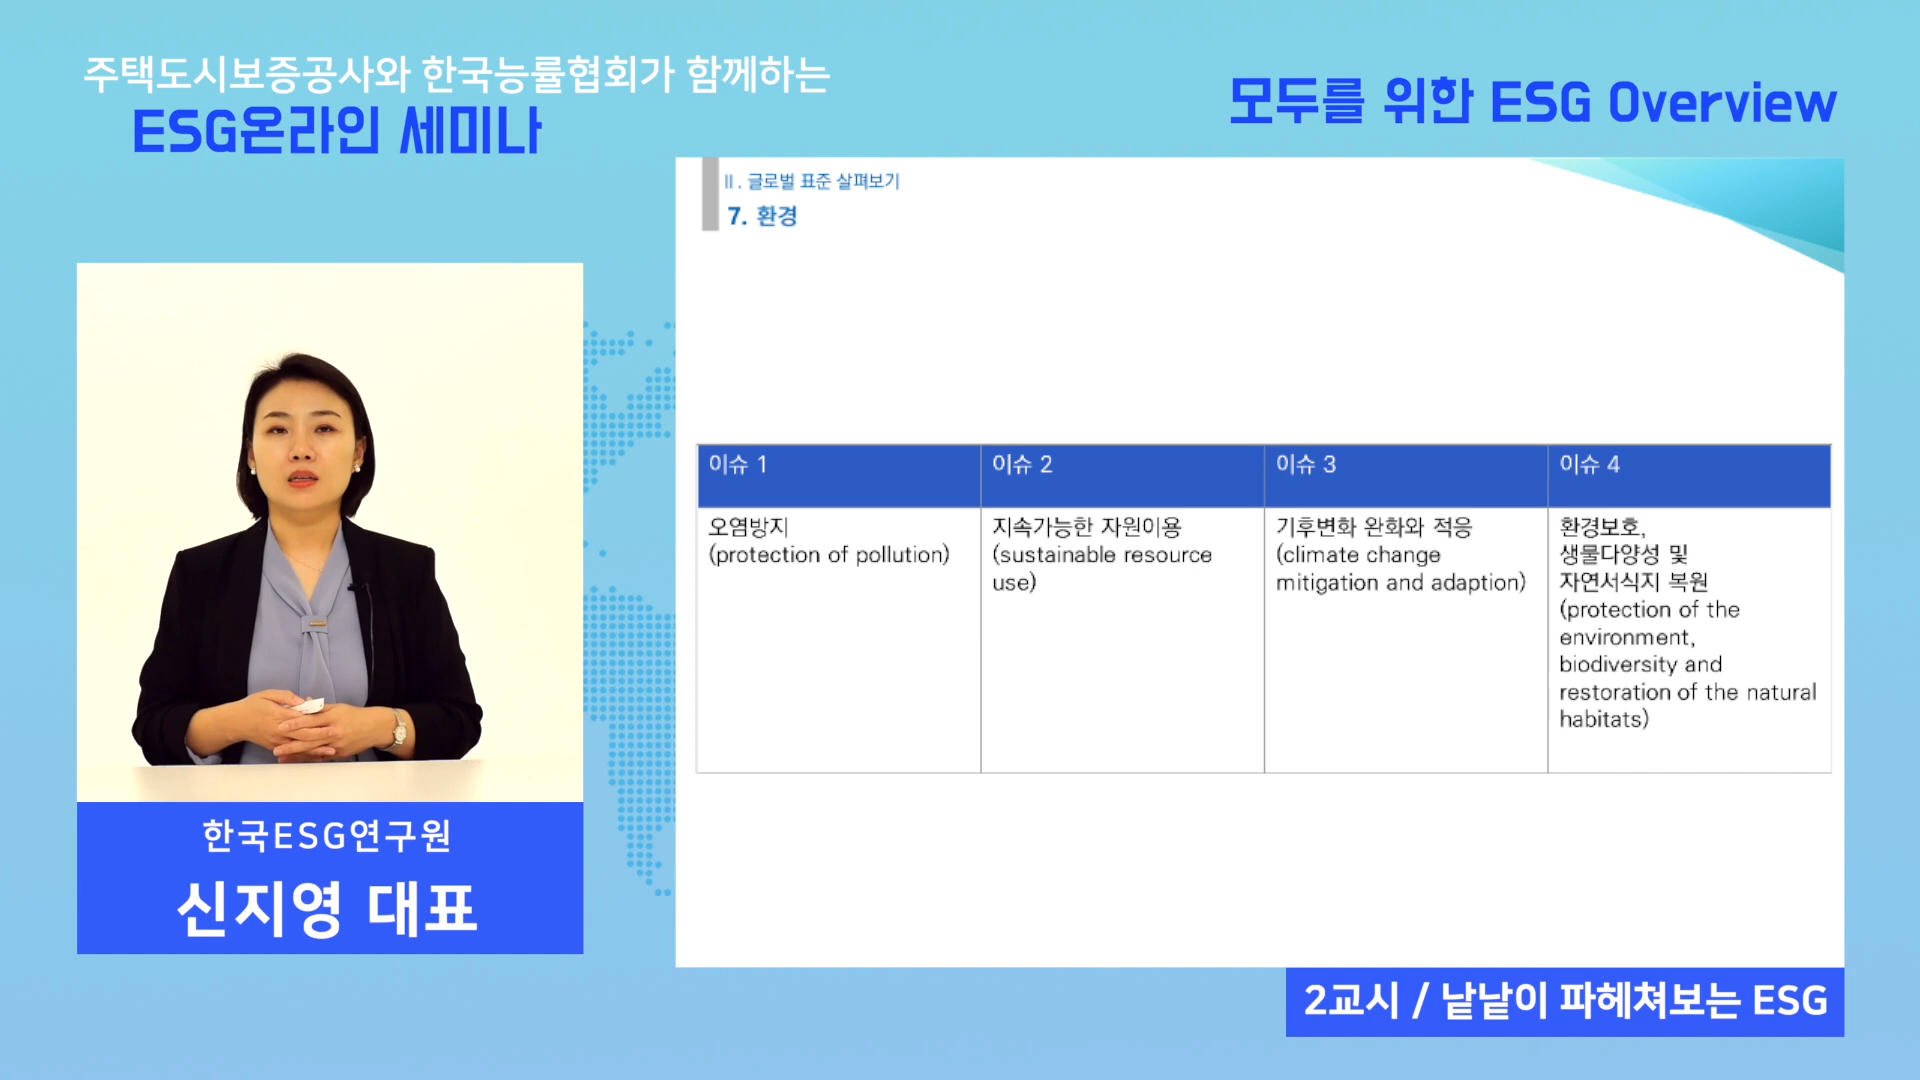 주택도시보증공사와 한국능률협회가 함께하는
ESG온라인 세미나
모두를 위한 ESG Overview
Ⅱ. 글로벌 표준 살펴보기
7. 환경
이슈 1
오염방지
(protection of pollution)
이슈 2
지속가능한 자원이용
(sustainable resource
use)
이슈 3
기후변화 완화와 적응
(climate change
mitigation and adaption)
이슈 4
환경보호,
생물다양성 및
자연서식지 복원
(protection of the
environment,
biodiversity and
restoration of the natural
habitats)
한국ESG연구원
신지영 대표
2교시 / 낱낱이 파헤쳐보는 ESG